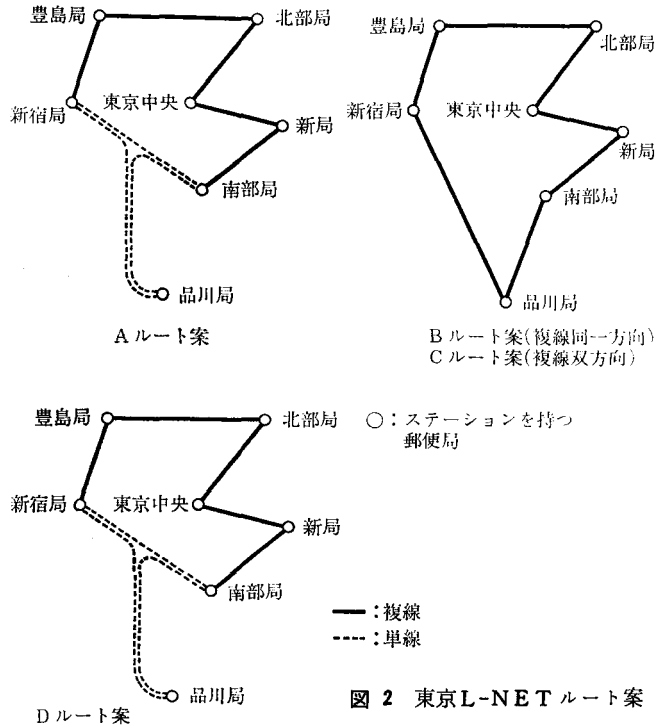 豊島局
北部局
新宿局
東京中央
新局
南部局
品川局
Aルート案
豊島局
北部局
新宿局
東京中央
新局
南部局
品川局
Bルート案(複線同一方向)
Cルート案(複線双方向)
豊島局
北部局
新宿局
東京中央
新局
南部局
品川局
Dルート案
○:ステーションを持つ
郵便局
━━:複線
----:単線
図 2 東京L-NETルート案